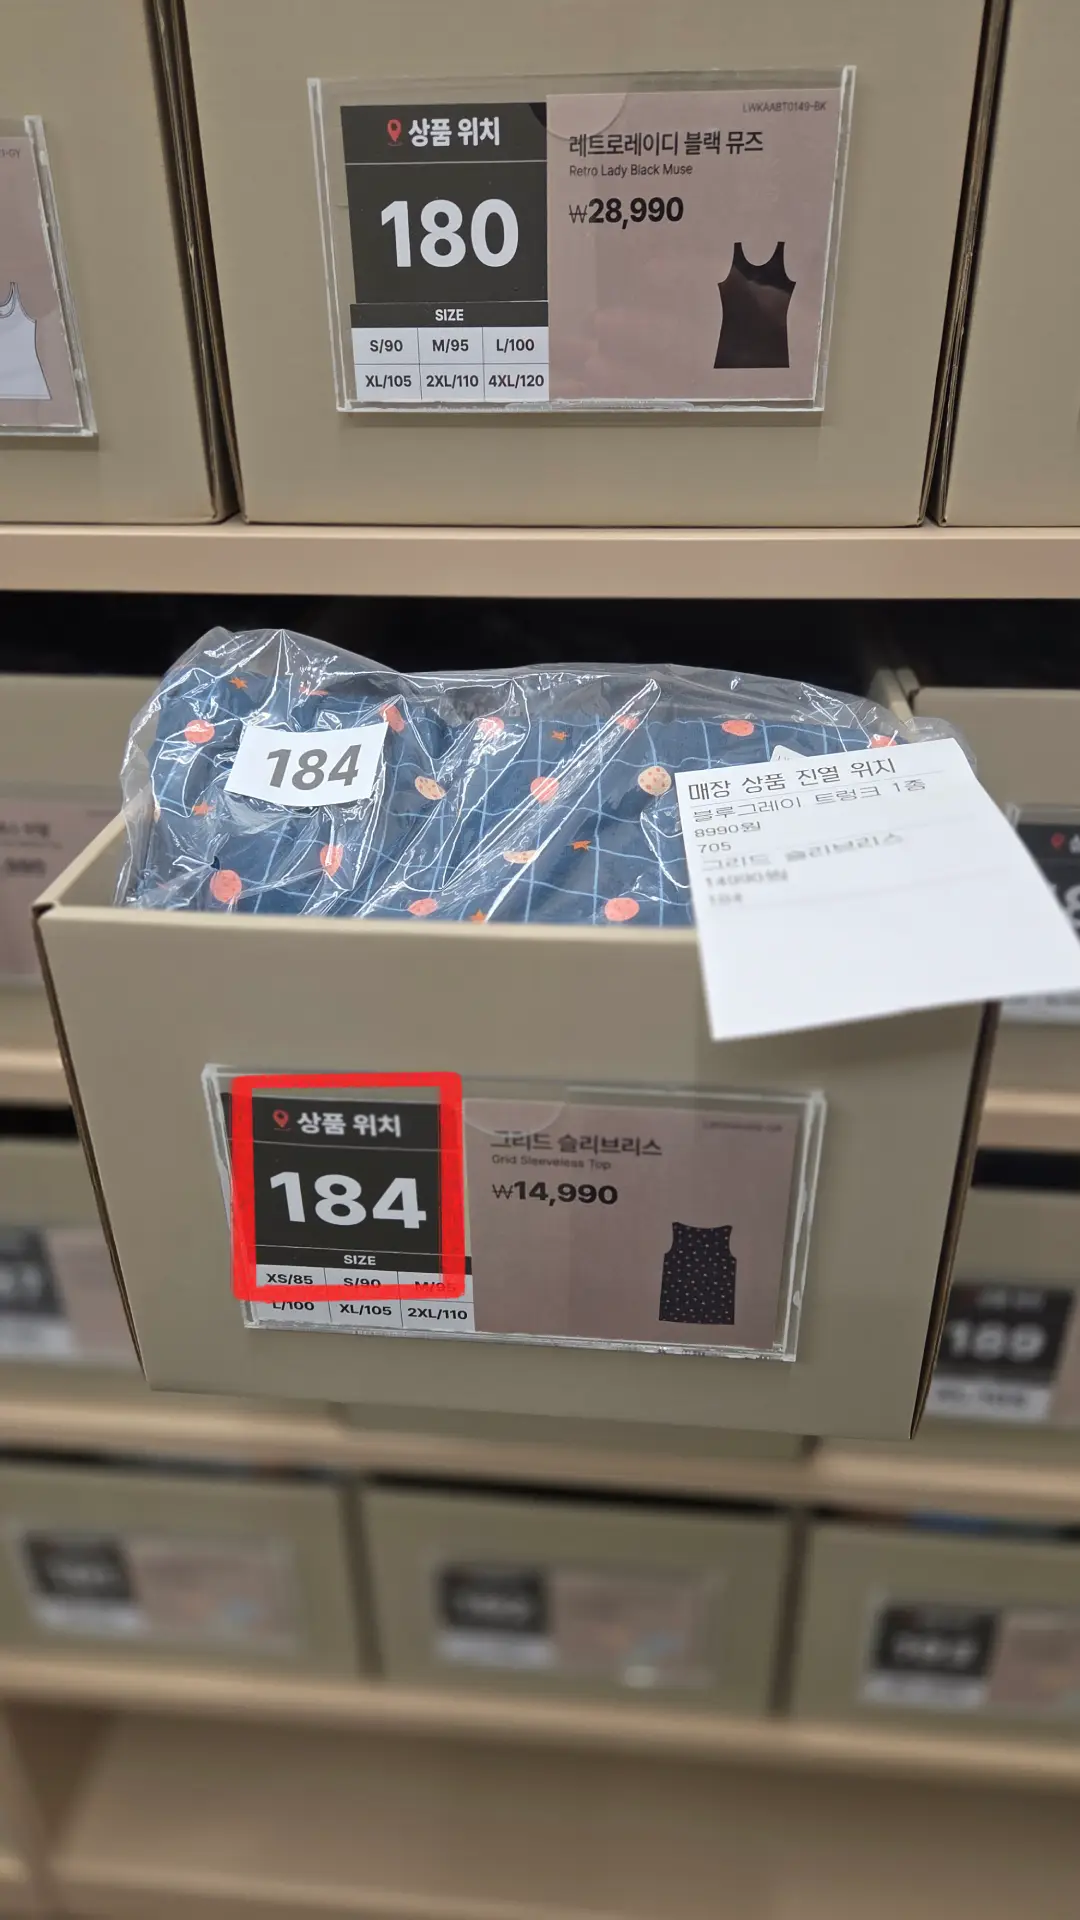 LWKAABT0149-BK
상품 위치
180
SIZE
S/90 M/95 L/100
XL/105 2XL/110 4XL/120
레트로레이디 블랙 뮤즈
Retro Lady Black Muse
₩28,990
184
매장 상품 진열 위치
블루그레이 트렁크 1종
8990원
705
그리드 슬리브리스
14990원
184
상품 위치
184
SIZE
XS/85 S/90 M/95
L/100 XL/105 2XL/110
그리드 슬리브리스
Grid Sleeveless Top
₩14,990
189